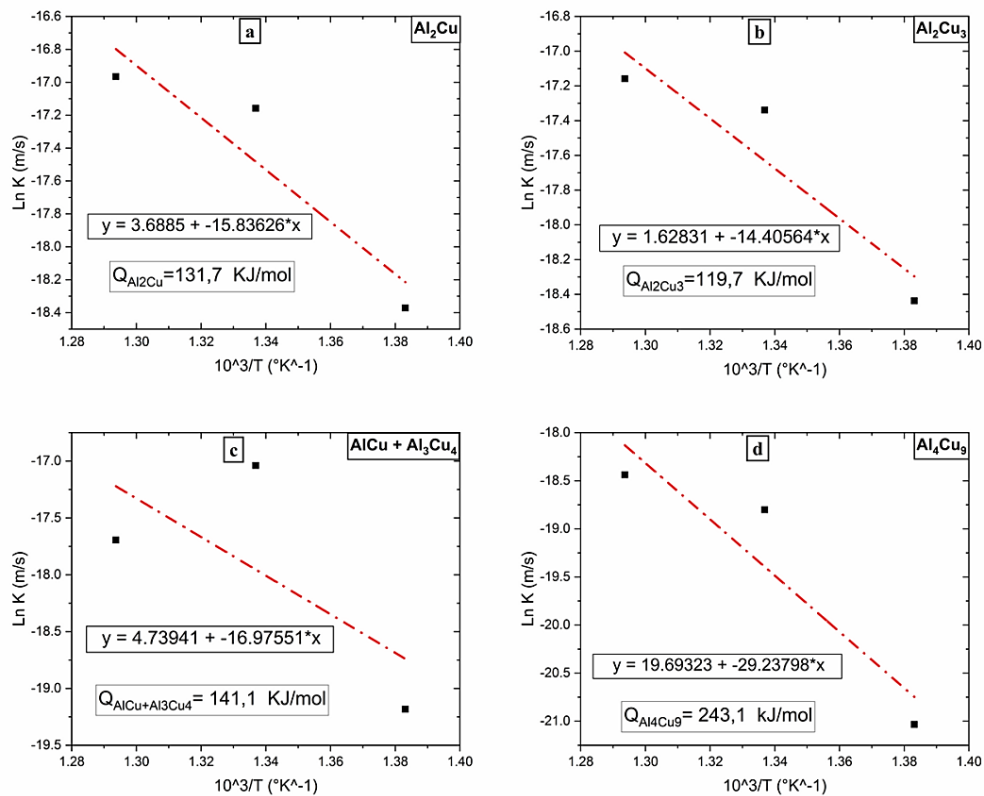 a
Al2Cu
-16.6
-16.8
-17.0
-17.2
-17.4
-17.6
-17.8
-18.0
-18.2
-18.4
Ln K (m/s)
y = 3.6885 + -15.83626*x
QAl2Cu=131,7 KJ/mol
1.28 1.30 1.32 1.34 1.36 1.38 1.40
10^3/T (°K^-1)
b
Al2Cu3
-16.8
-17.0
-17.2
-17.4
-17.6
-17.8
-18.0
-18.2
-18.4
-18.6
Ln K (m/s)
y = 1.62831 + -14.40564*x
QAl2Cu3=119,7 KJ/mol
1.28 1.30 1.32 1.34 1.36 1.38 1.40
10^3/T (°K^-1)
c
AlCu + Al3Cu4
-17.0
-17.5
-18.0
-18.5
-19.0
-19.5
Ln K (m/s)
y = 4.73941 + -16.97551*x
QAlCu+Al3Cu4= 141,1 KJ/mol
1.28 1.30 1.32 1.34 1.36 1.38 1.40
10^3/T (°K^-1)
d
Al4Cu9
-18.0
-18.5
-19.0
-19.5
-20.0
-20.5
-21.0
Ln K (m/s)
y = 19.69323 + -29.23798*x
QAl4Cu9= 243,1 kJ/mol
1.28 1.30 1.32 1.34 1.36 1.38 1.40
10^3/T (°K^-1)